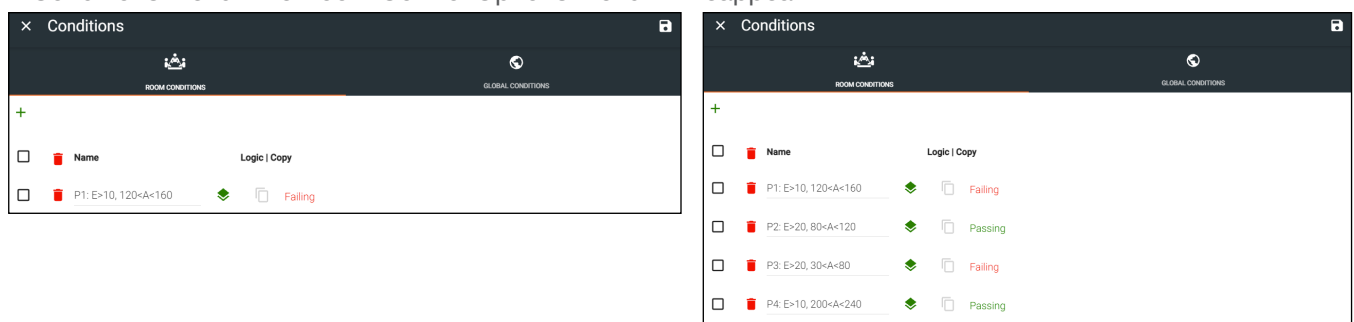 Conditions
ROOM CONDITIONS
GLOBAL CONDITIONS
+
Name Logic | Copy
P1: E>10, 120<A<160 Failing
Conditions
ROOM CONDITIONS
GLOBAL CONDITIONS
+
Name Logic | Copy
P1: E>10, 120<A<160 Failing
P2: E>20, 80<A<120 Passing
P3: E>20, 30<A<80 Failing
P4: E>10, 200<A<240 Passing